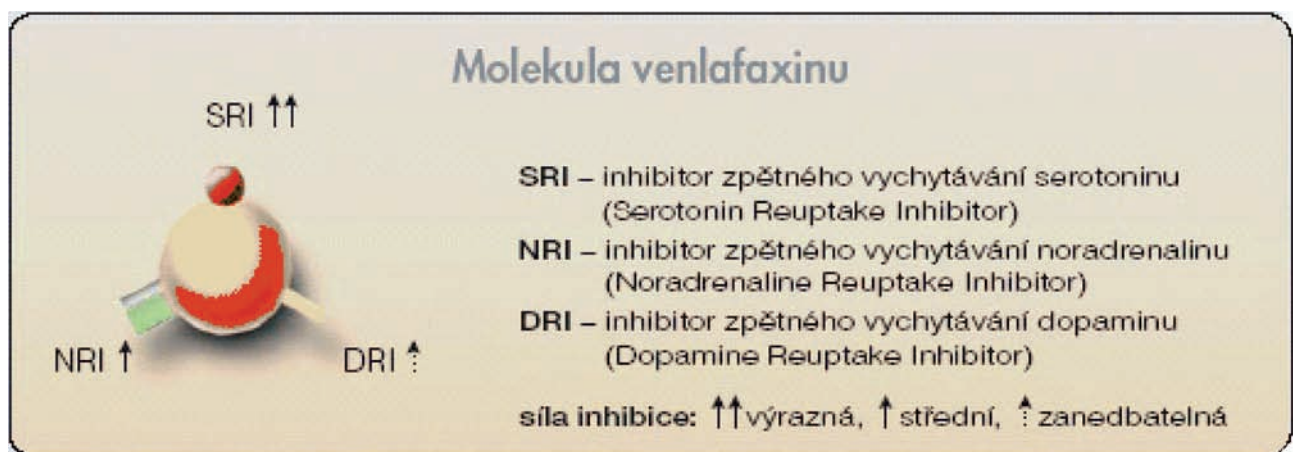 Molekula venlafaxinu
SRI ↑↑
NRI ↑
DRI ⇡
SRI – inhibitor zpětného vychytávání serotoninu
(Serotonin Reuptake Inhibitor)
NRI – inhibitor zpětného vychytávání noradrenalinu
(Noradrenaline Reuptake Inhibitor)
DRI – inhibitor zpětného vychytávání dopaminu
(Dopamine Reuptake Inhibitor)
síla inhibice: ↑↑výrazná, ↑ střední, ⇡ zanedbatelná